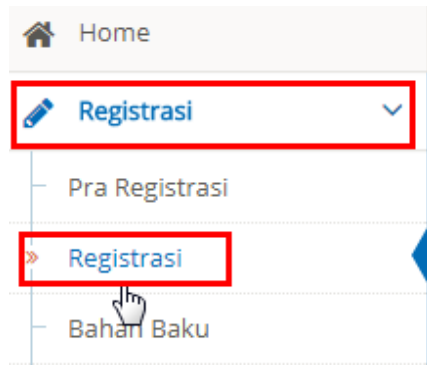 Home
Registrasi
Pra Registrasi
Registrasi
Bahan Baku